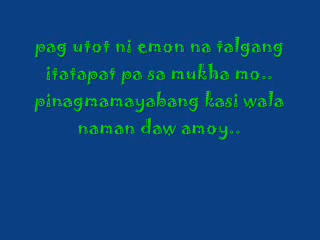 pag utot ni emon na talgang
itatapat pa sa mukha mo..
pinagmamayabang kasi wala
naman daw amoy..